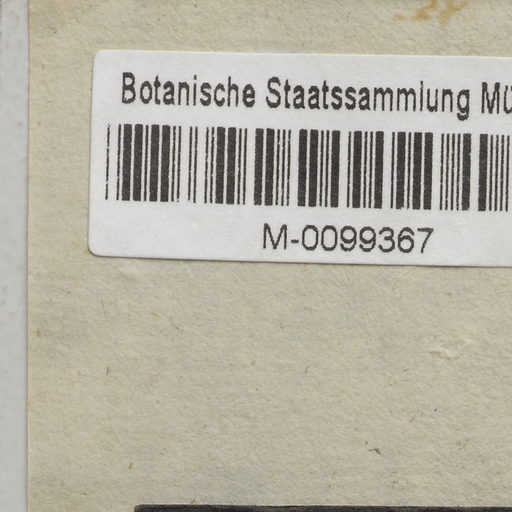 Botanische Staatssammlung Mü
M-0099367